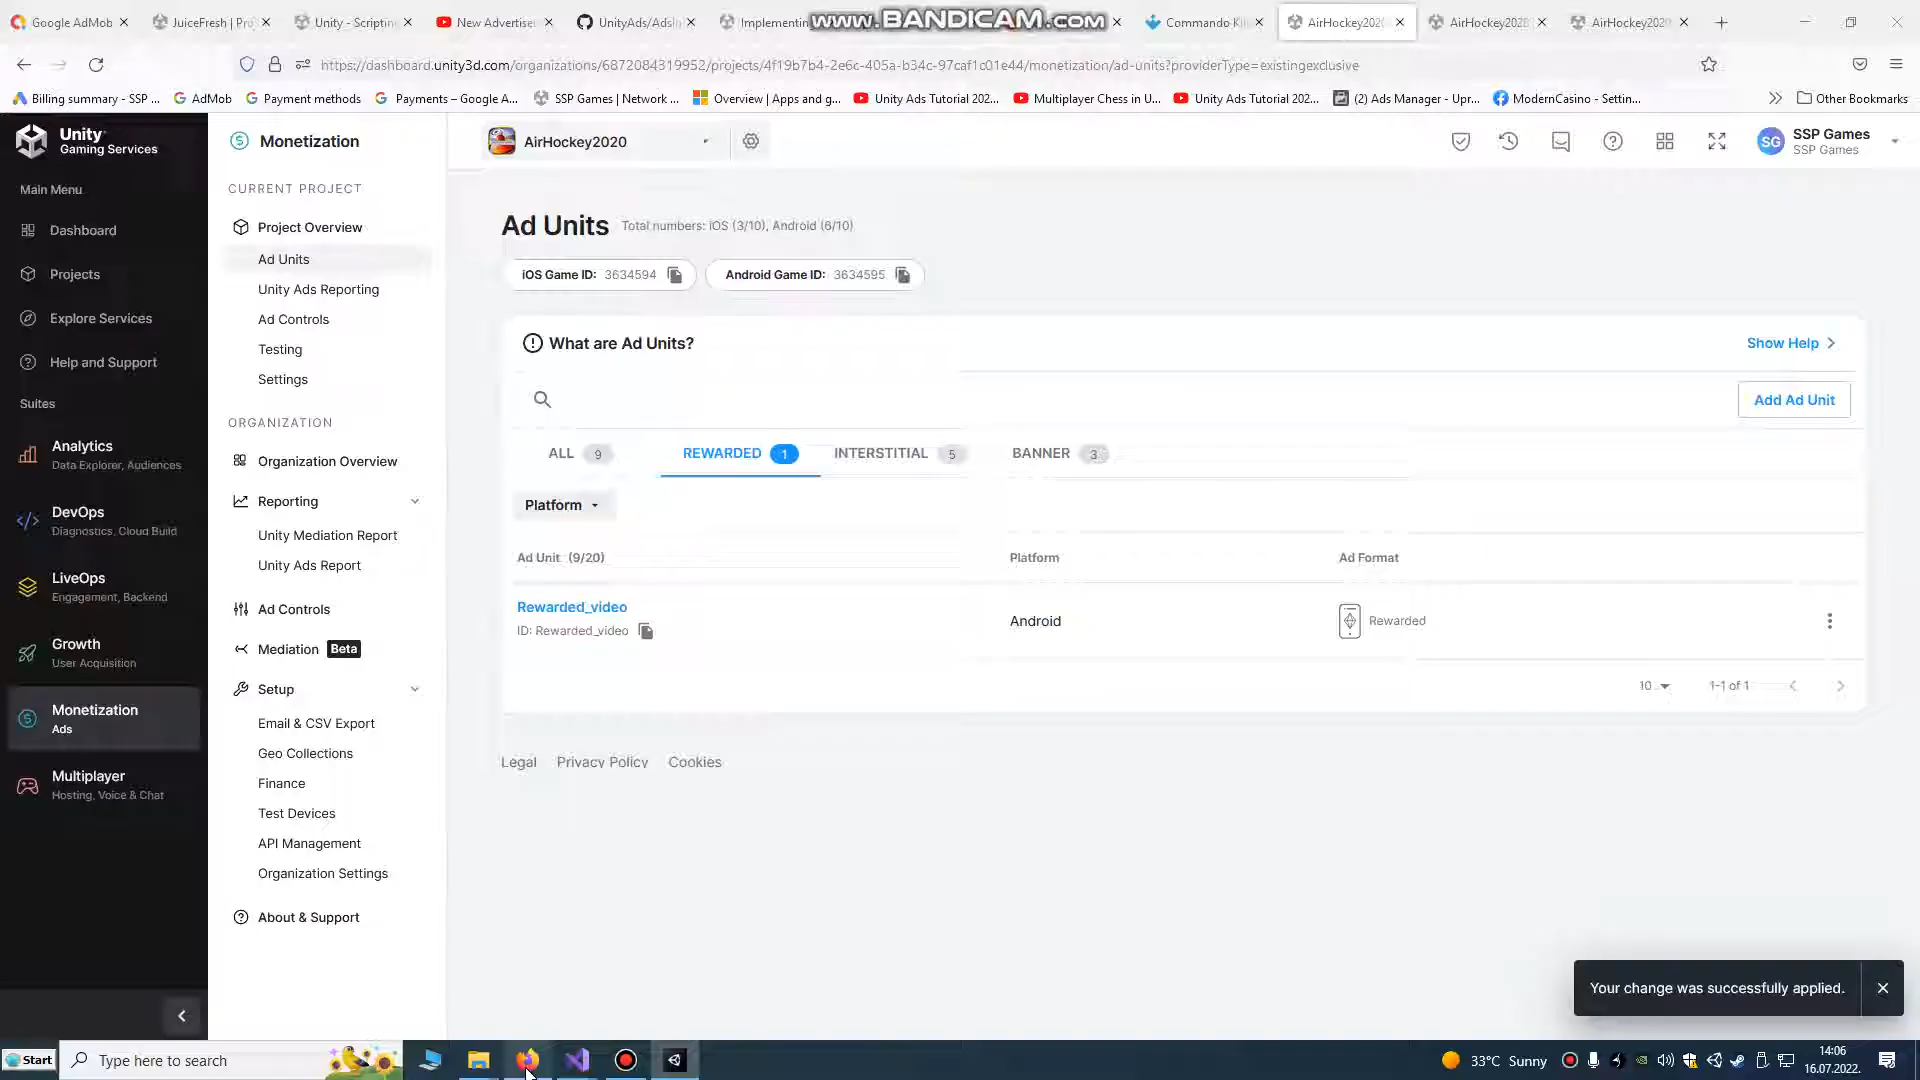 Google AdMob
JuiceFresh | Pro
Unity - Scriptin
New Advertise
UnityAds/AdsIn
Implementin
www.BANDICAM.com
Commando Kil
AirHockey202
AirHockey202
AirHockey2020
https://dashboard.unity3d.com/organizations/6872084319952/projects/4f19b7b4-2e6c-405a-b34c-97caf1c01e44/monetization/ad-units?providerType=existingexclusive
Billing summary - SSP ...
AdMob
Payment methods
Payments – Google A...
SSP Games | Network ...
Overview | Apps and g...
Unity Ads Tutorial 202...
Multiplayer Chess in U...
Unity Ads Tutorial 202...
(2) Ads Manager - Upr...
ModernCasino - Settin...
Other Bookmarks
Unity
Gaming Services
Main Menu
Dashboard
Projects
Explore Services
Help and Support
Suites
Analytics
Data Explorer, Audiences
DevOps
Diagnostics, Cloud Build
LiveOps
Engagement, Backend
Growth
User Acquisition
Monetization
Ads
Multiplayer
Hosting, Voice & Chat
Monetization
CURRENT PROJECT
Project Overview
Ad Units
Unity Ads Reporting
Ad Controls
Testing
Settings
ORGANIZATION
Organization Overview
Reporting
Unity Mediation Report
Unity Ads Report
Ad Controls
Mediation Beta
Setup
Email & CSV Export
Geo Collections
Finance
Test Devices
API Management
Organization Settings
About & Support
AirHockey2020
SG
SSP Games
SSP Games
Ad Units Total numbers: iOS (3/10), Android (6/10)
iOS Game ID: 3634594
Android Game ID: 3634595
What are Ad Units?
Show Help
Add Ad Unit
ALL 9
REWARDED 1
INTERSTITIAL 5
BANNER 3
Platform
Ad Unit (9/20)
Platform
Ad Format
Rewarded_video
ID: Rewarded_video
Android
Rewarded
10
1-1 of 1
Legal
Privacy Policy
Cookies
Your change was successfully applied.
Start
Type here to search
33°C Sunny
14:06
16.07.2022.